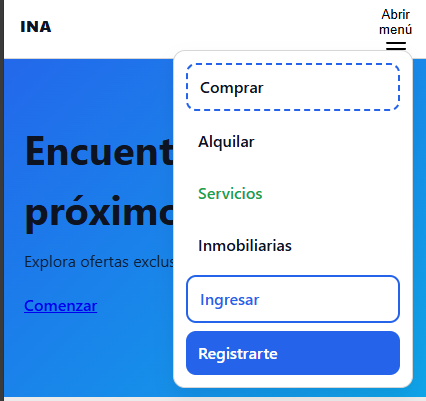 INA
Abrir
menú
Comprar
Alquilar
Servicios
Inmobiliarias
Ingresar
Registrarte
Encuent
próximo
Explora ofertas exclus
Comenzar